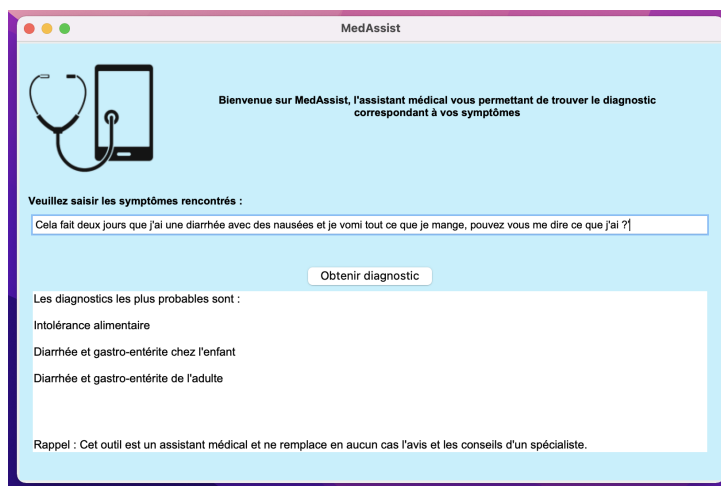 MedAssist
Bienvenue sur MedAssist, l'assistant médical vous permettant de trouver le diagnostic
correspondant à vos symptômes
Veuillez saisir les symptômes rencontrés :
Cela fait deux jours que j'ai une diarrhée avec des nausées et je vomi tout ce que je mange, pouvez vous me dire ce que j'ai ?
Obtenir diagnostic
Les diagnostics les plus probables sont :
Intolérance alimentaire
Diarrhée et gastro-entérite chez l'enfant
Diarrhée et gastro-entérite de l'adulte
Rappel : Cet outil est un assistant médical et ne remplace en aucun cas l'avis et les conseils d'un spécialiste.